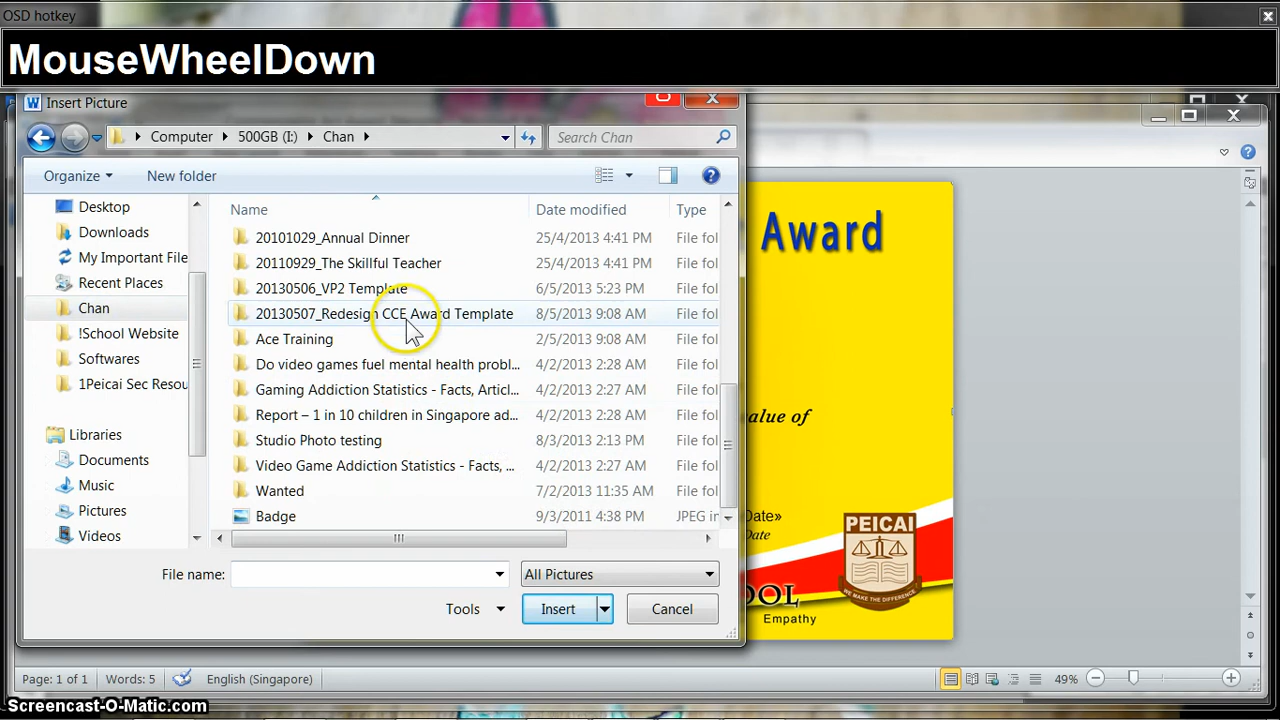 OSD hotkey
MouseWheelDown
Insert Picture
Computer 500GB (I:) Chan
Search Chan
Organize New folder
Name Date modified Type
Desktop
Downloads
My Important File
Recent Places
Chan
!School Website
Softwares
1Peicai Sec Resou
Libraries
Documents
Music
Pictures
Videos
20101029_Annual Dinner 25/4/2013 4:41 PM File fol
20110929_The Skillful Teacher 25/4/2013 4:41 PM File fol
20130506_VP2 Template 6/5/2013 5:23 PM File fol
20130507_Redesign CCE Award Template 8/5/2013 9:08 AM File fol
Ace Training 2/5/2013 9:08 AM File fol
Do video games fuel mental health probl... 4/2/2013 2:28 AM File fol
Gaming Addiction Statistics - Facts, Articl... 4/2/2013 2:27 AM File fol
Report – 1 in 10 children in Singapore ad... 4/2/2013 2:28 AM File fol
Studio Photo testing 8/3/2013 2:13 PM File fol
Video Game Addiction Statistics - Facts, ... 4/2/2013 2:27 AM File fol
Wanted 7/2/2013 11:35 AM File fol
Badge 9/3/2011 4:38 PM JPEG in
File name:
All Pictures
Tools Insert Cancel
Award
alue of
Date»
Date
PEICAI
WE MAKE THE DIFFERENCE
OOL
Empathy
Page: 1 of 1 Words: 5 English (Singapore) 49%
Screencast-O-Matic.com